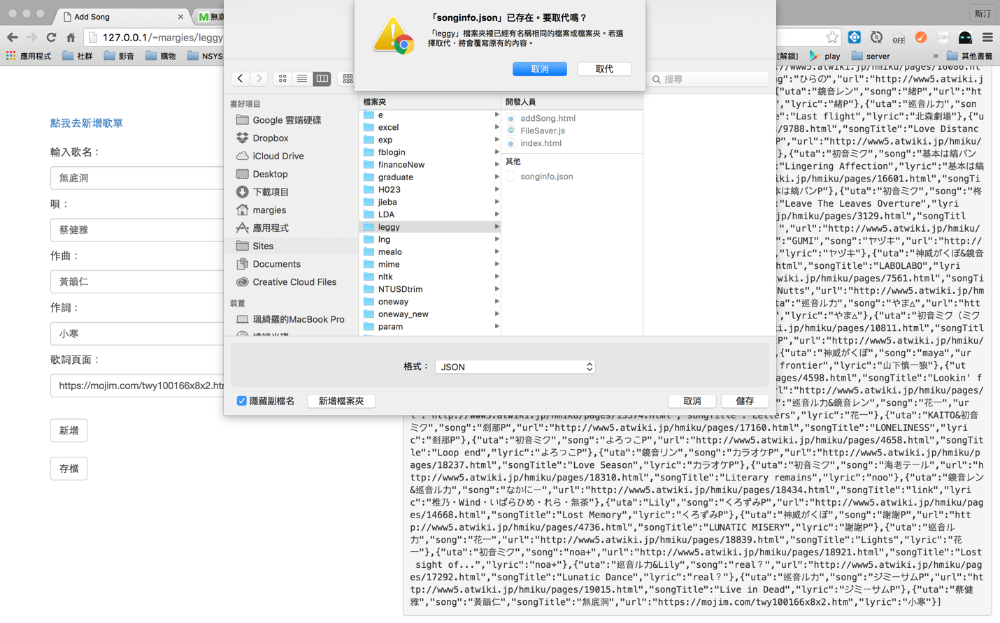 Add Song
無底
斯汀
127.0.0.1/~margies/leggy
應用程式
社群
影音
購物
NSYS
[解鎖]
play
server
»
其他書籤
OFF
「songinfo.json」已存在。要取代嗎？
「leggy」檔案夾裡已經有名稱相同的檔案或檔案夾。若選
擇取代，將會覆寫原有的內容。
取消
取代
搜尋
點我去新增歌單
輸入歌名：
無底洞
唄：
蔡健雅
作曲：
黃韻仁
作詞：
小寒
歌詞頁面：
https://mojim.com/twy100166x8x2.htm
新增
存檔
喜好項目
Google 雲端硬碟
Dropbox
iCloud Drive
Desktop
下載項目
margies
應用程式
Sites
Documents
Creative Cloud Files
裝置
珮綺羅的MacBook Pro
遠端光碟
檔案夾
e
excel
exp
fblogin
financeNew
graduate
H023
jieba
LDA
leggy
lng
mealo
mime
nltk
NTUSDtrim
oneway
oneway_new
param
開發人員
addSong.html
FileSaver.js
index.html
其他
songinfo.json
格式：
JSON
隱藏副檔名
新增檔案夾
取消
儲存
://www5.atwiki.jp/hmiku/pages/16086.ht
g":"ひらの","url":"http://www5.atwiki.j
{"uta":"鏡音レン","song":"緒P","url":"ht
,"lyric":"緒P"},{"uta":"巡音ルカ","son
e":"Last flight","lyric":"北森劇場"},{"u
s/9788.html","songTitle":"Love Distanc
P","url":"http://www5.atwiki.jp/hmiku/
},{"uta":"初音ミク","song":"基本は縞パン
"Lingering Affection","lyric":"基本は縞
i.jp/hmiku/pages/16601.html","songTi
本は縞パンP"},{"uta":"初音ミク","song":"柊
:"Leave The Leaves Overture","lyri
.jp/hmiku/pages/3129.html","songTitl
","url":"http://www5.atwiki.jp/hmiku/
"GUMI","song":"ヤヅキ","url":"http://
,"lyric":"ヤヅキ"},{"uta":"神威がくぽ&鏡音
html","songTitle":"LABOLABO","lyri
twiki.jp/hmiku/pages/7561.html","songTi
Nutts","url":"http://www5.atwiki.jp/hm
"uta":"巡音ルカ","song":"やま△","url":"htt
,"lyric":"やま△"},{"uta":"初音ミク（ミク
i.jp/hmiku/pages/10811.html","songTitl
P","url":"http://www5.atwiki.jp/hmiku/
,{"uta":"神威がくぽ","song":"maya","ur
frontier","lyric":"山下慎一狼"},{"ut
pages/4598.html","songTitle":"Lookin' f
rl":"http://www5.atwiki.jp/hmiku/pages/
:"巡音ルカ&鏡音レン","song":"花一","ur
l":"http://www5.atwiki.jp/hmiku/pages/15574.html","songTitle":"Letters","lyric":"花一"},{"uta":"KAITO&初音
ミク","song":"剎那P","url":"http://www5.atwiki.jp/hmiku/pages/17160.html","songTitle":"LONELINESS","lyri
c":"剎那P"},{"uta":"初音ミク","song":"よろっこP","url":"http://www5.atwiki.jp/hmiku/pages/4658.html","songTit
le":"Loop end","lyric":"よろっこP"},{"uta":"鏡音リン","song":"カラオケP","url":"http://www5.atwiki.jp/hmiku/p
ages/18237.html","songTitle":"Love Season","lyric":"カラオケP"},{"uta":"初音ミク","song":"海老テール","url":"h
ttp://www5.atwiki.jp/hmiku/pages/18310.html","songTitle":"Literary remains","lyric":"noo"},{"uta":"鏡音レン
&巡音ルカ","song":"なかにー","url":"http://www5.atwiki.jp/hmiku/pages/18434.html","songTitle":"link","lyri
c":"椎乃・Wind・いばらひめ・れら・無茶"},{"uta":"Lily","song":"くろずみP","url":"http://www5.atwiki.jp/hmiku/pag
es/14668.html","songTitle":"Lost Memory","lyric":"くろずみP"},{"uta":"神威がくぽ","song":"謝謝P","url":"htt
p://www5.atwiki.jp/hmiku/pages/4736.html","songTitle":"LUNATIC MISERY","lyric":"謝謝P"},{"uta":"巡音ル
カ","song":"花一","url":"http://www5.atwiki.jp/hmiku/pages/18839.html","songTitle":"Lights","lyric":"花
一"},{"uta":"初音ミク","song":"noa+","url":"http://www5.atwiki.jp/hmiku/pages/18921.html","songTitle":"Lost
sight of...","lyric":"noa+"},{"uta":"巡音ルカ&Lily","song":"real？","url":"http://www5.atwiki.jp/hmiku/pag
es/17292.html","songTitle":"Lunatic Dance","lyric":"real？"},{"uta":"巡音ルカ","song":"ジミーサムP","url":"ht
tp://www5.atwiki.jp/hmiku/pages/19015.html","songTitle":"Live in Dead","lyric":"ジミーサムP"},{"uta":"蔡健
雅","song":"黃韻仁","songTitle":"無底洞","url":"https://mojim.com/twy100166x8x2.htm","lyric":"小寒"}]